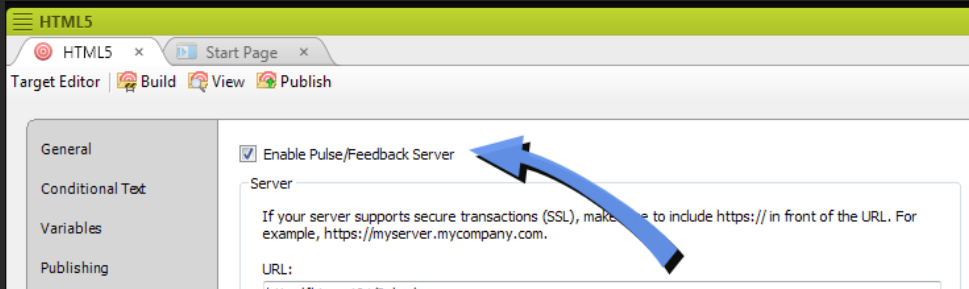 HTML5
HTML5 × Start Page ×
Target Editor Build View Publish
General
Conditional Text
Variables
Publishing
Enable Pulse/Feedback Server
Server
If your server supports secure transactions (SSL), make to include https:// in front of the URL. For
example, https://myserver.mycompany.com.
URL: